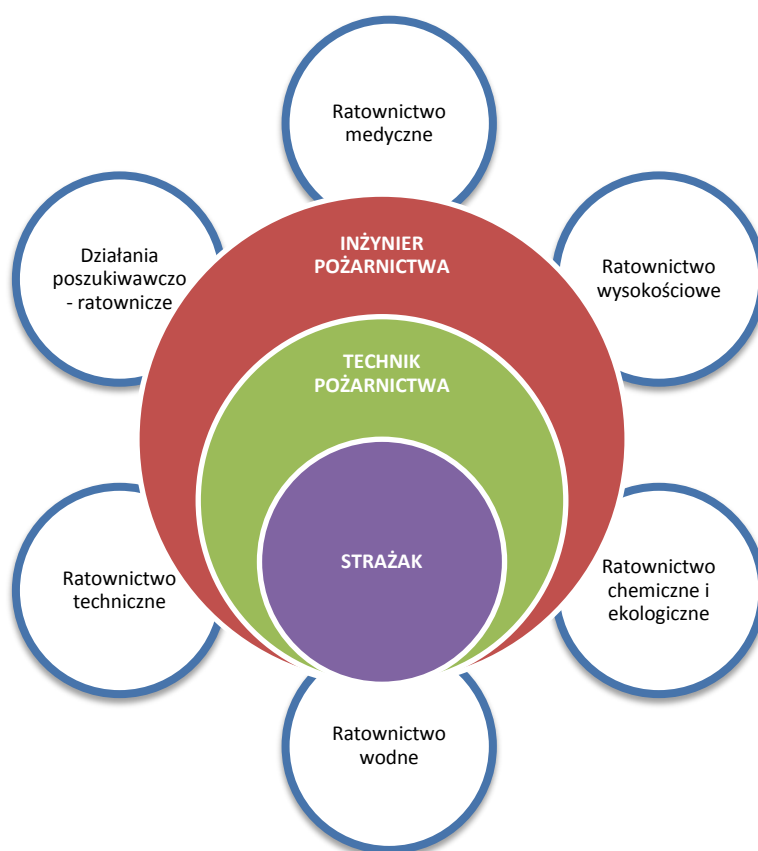 Ratownictwo
medyczne
Działania
poszukiwawczo
- ratownicze
INŻYNIER
POŻARNICTWA
Ratownictwo
wysokościowe
TECHNIK
POŻARNICTWA
STRAŻAK
Ratownictwo
techniczne
Ratownictwo
chemiczne i
ekologiczne
Ratownictwo
wodne